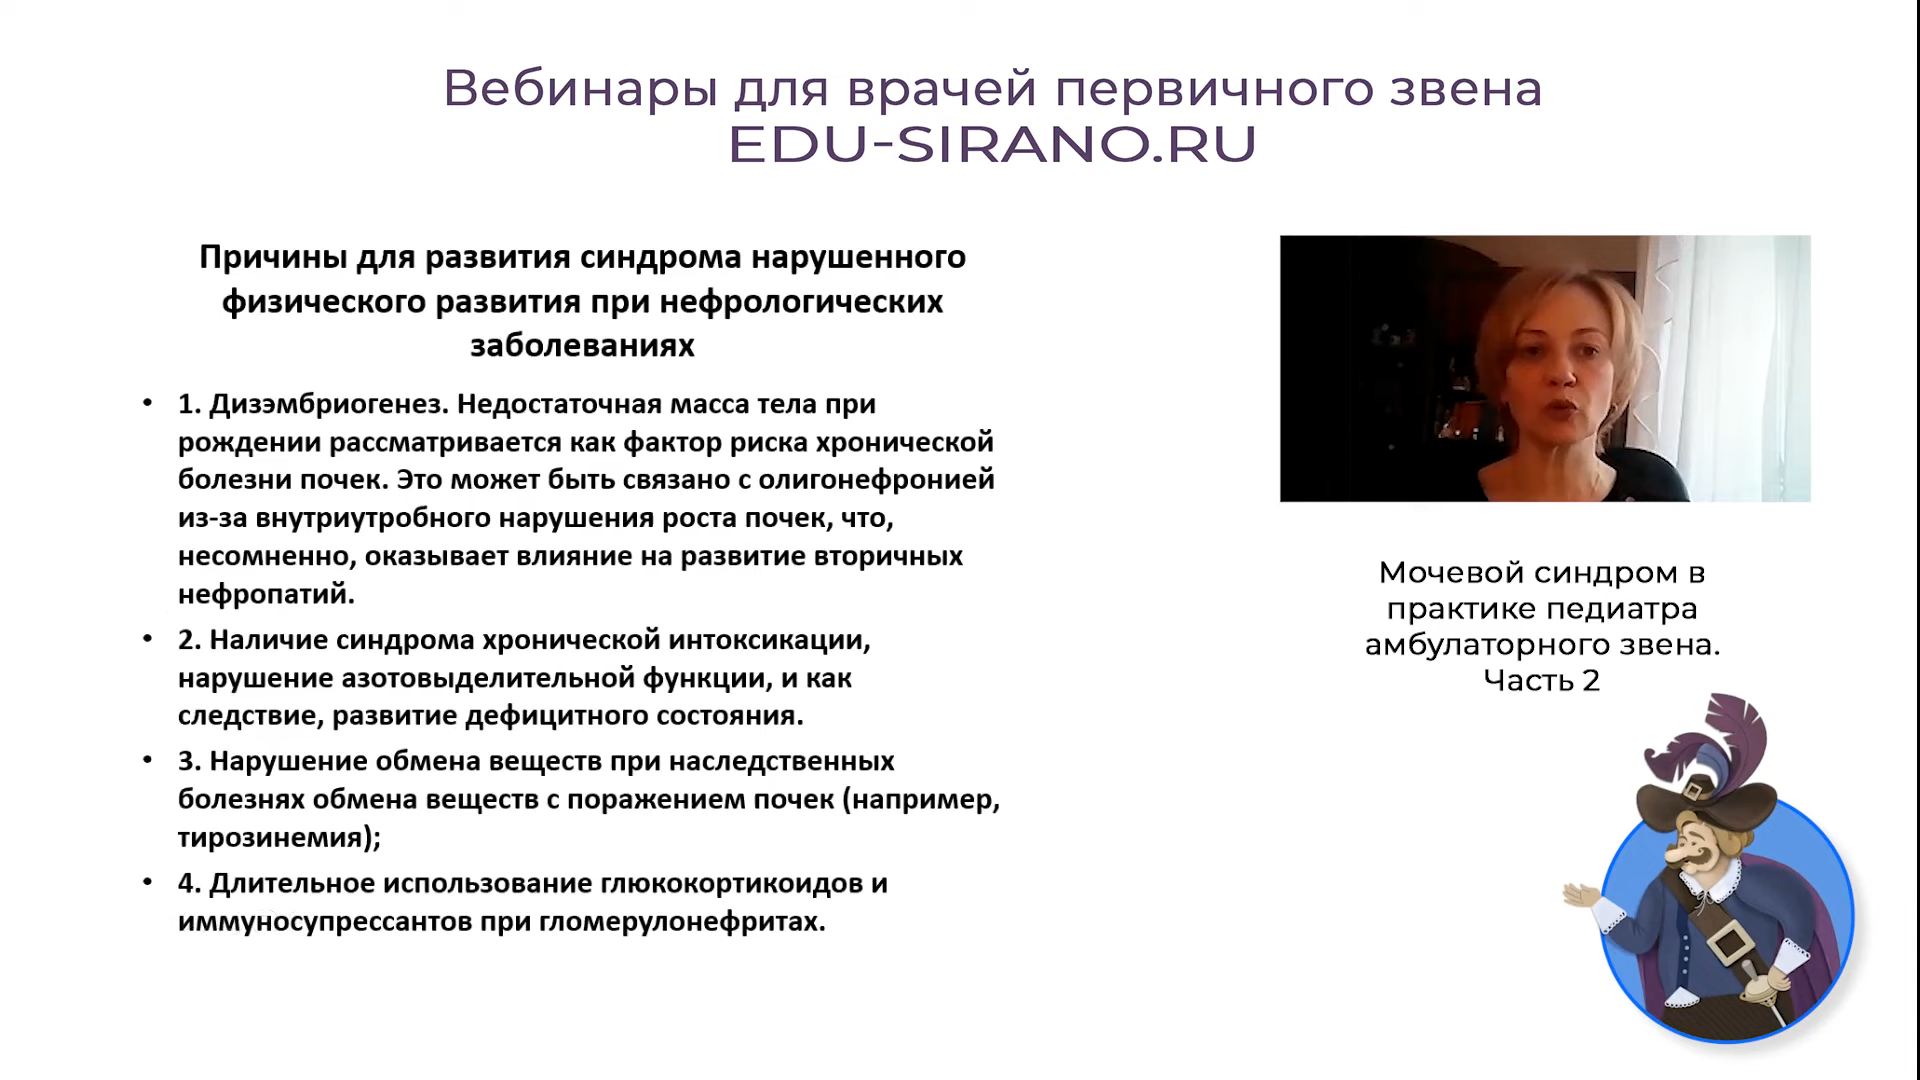 Вебинары для врачей первичного звена
EDU-SIRANO.RU
Причины для развития синдрома нарушенного
физического развития при нефрологических
заболеваниях
• 1. Дизэмбриогенез. Недостаточная масса тела при
рождении рассматривается как фактор риска хронической
болезни почек. Это может быть связано с олигонефронией
из-за внутриутробного нарушения роста почек, что,
несомненно, оказывает влияние на развитие вторичных
нефропатий.
• 2. Наличие синдрома хронической интоксикации,
нарушение азотовыделительной функции, и как
следствие, развитие дефицитного состояния.
• 3. Нарушение обмена веществ при наследственных
болезнях обмена веществ с поражением почек (например,
тирозинемия);
• 4. Длительное использование глюкокортикоидов и
иммуносупрессантов при гломерулонефритах.
Мочевой синдром в
практике педиатра
амбулаторного звена.
Часть 2